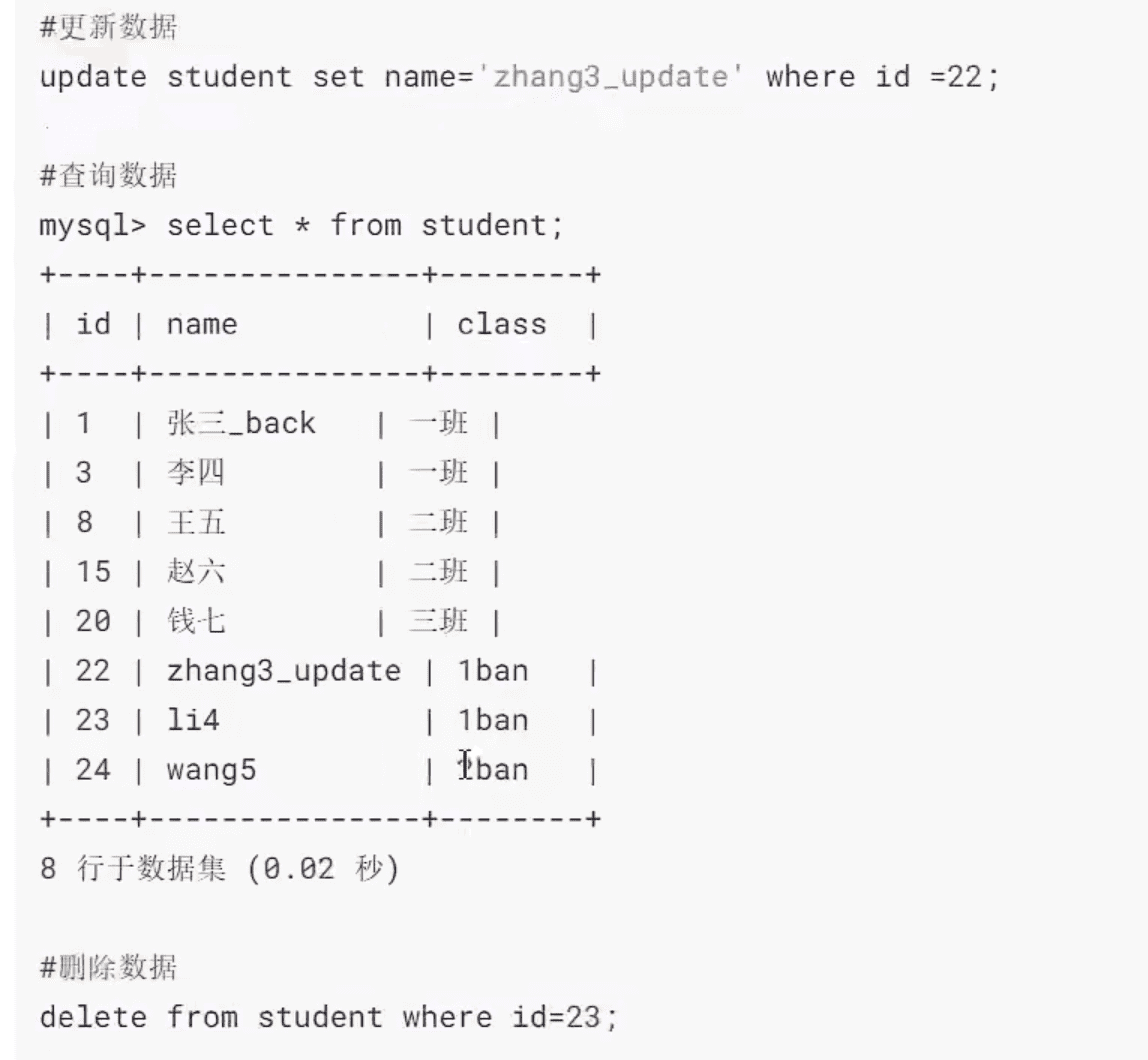 #更新数据
update student set name='zhang3_update' where id =22;
#查询数据
mysql> select * from student;
+----+---------------+--------+
| id | name          | class  |
+----+---------------+--------+
| 1  | 张三_back   | 一班 |
| 3  | 李四        | 一班 |
| 8  | 王五        | 二班 |
| 15 | 赵六        | 二班 |
| 20 | 钱七        | 三班 |
| 22 | zhang3_update | 1ban   |
| 23 | li4           | 1ban   |
| 24 | wang5         | ban   |
+----+---------------+--------+
8 行于数据集 (0.02 秒)
#删除数据
delete from student where id=23;